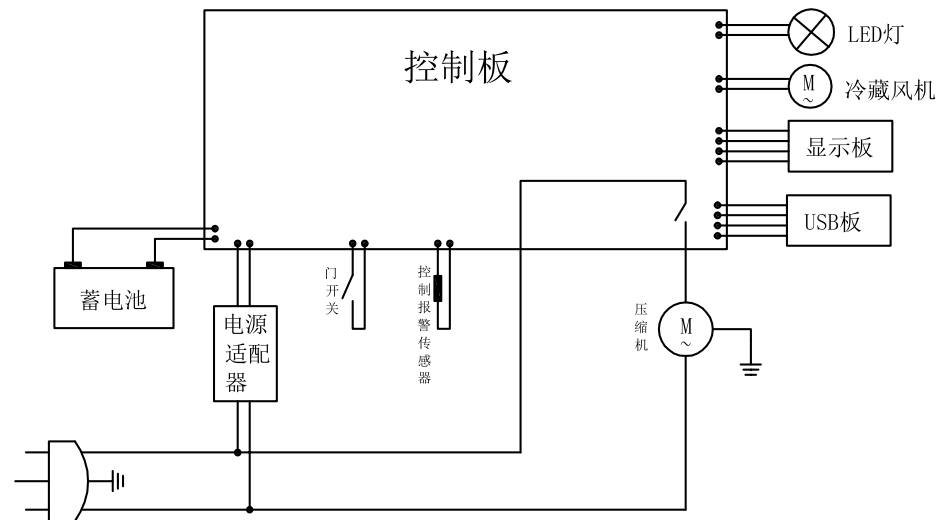 控制板
LED灯
M
~
冷藏风机
显示板
USB板
蓄电池
门
开
关
控
制
报
警
传
感
器
电源
适配
器
压
缩
机
M
~